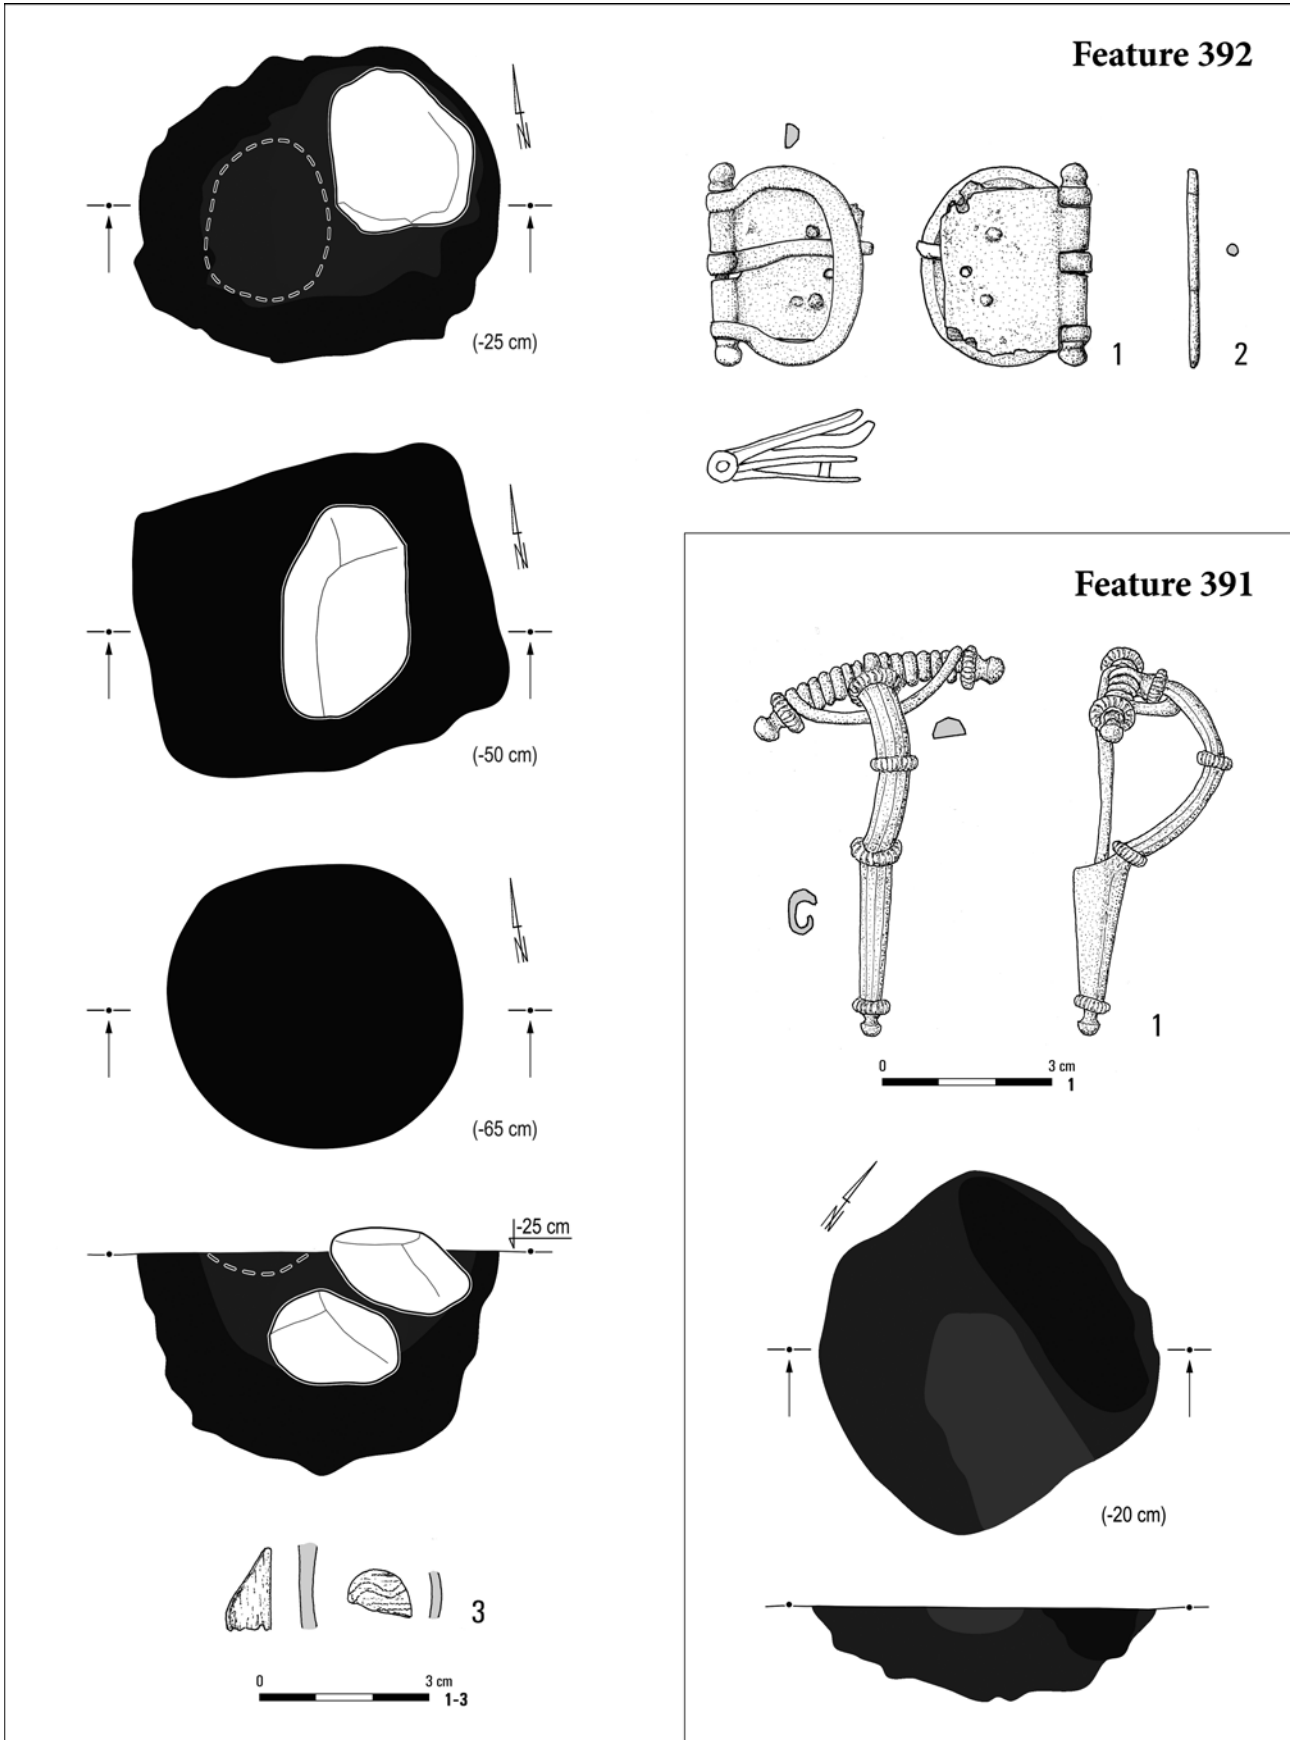 Feature 392
N
(-25 cm)
1
2
N
(-50 cm)
N
(-65 cm)
-25 cm
3
0 3 cm
1-3
Feature 391
1
0 3 cm
1
N
(-20 cm)